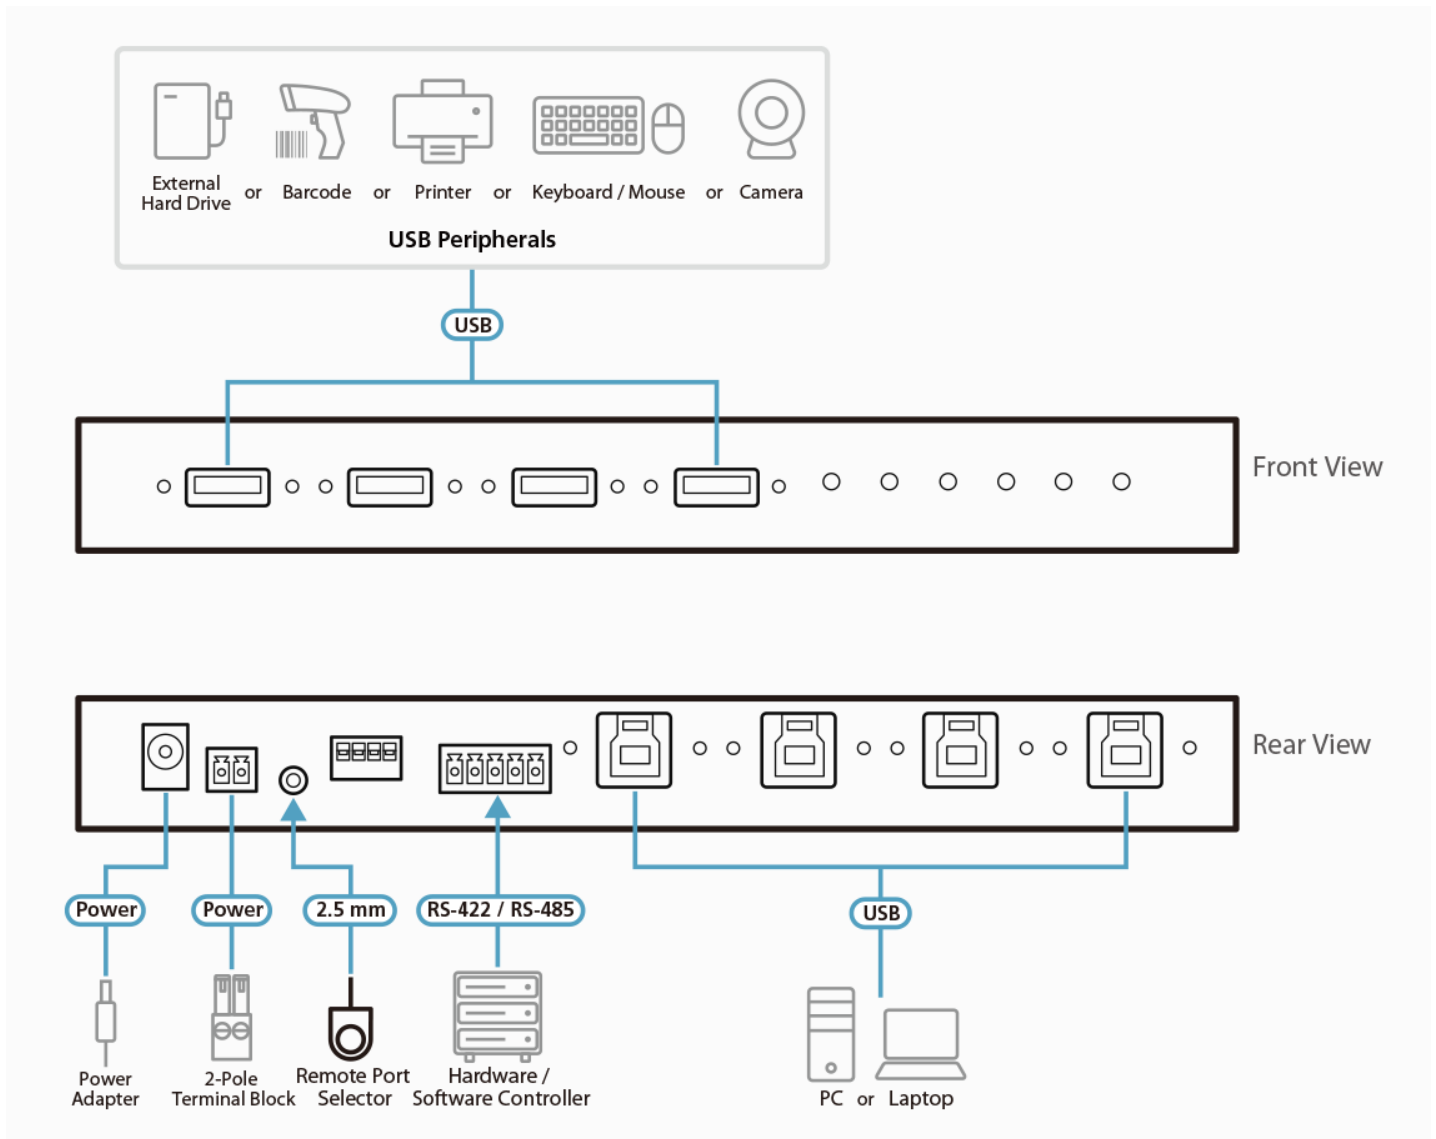 External
Hard Drive or Barcode or Printer or Keyboard / Mouse or Camera
USB Peripherals
USB
Front View
Rear View
Power Power 2.5 mm RS-422 / RS-485 USB
Power
Adapter
2-Pole
Terminal Block
Remote Port
Selector
Hardware /
Software Controller
PC or Laptop